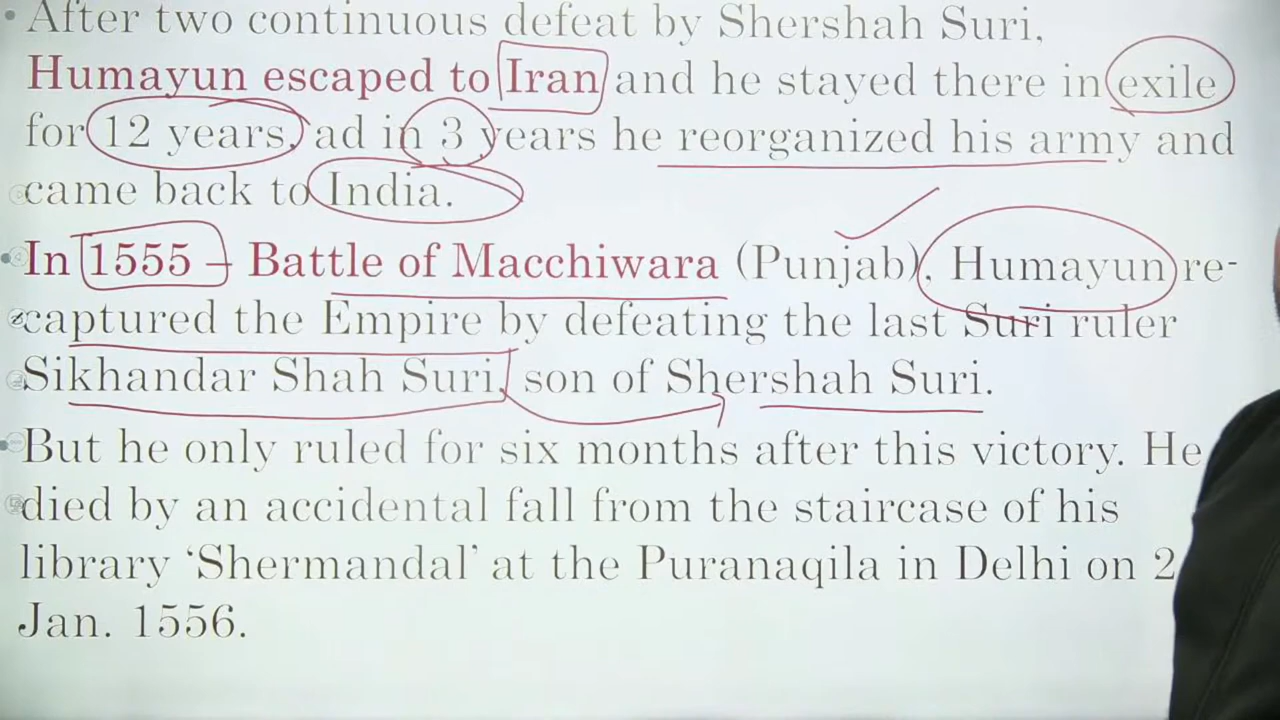 • After two continuous defeat by Shershah Suri,
Humayun escaped to Iran and he stayed there in exile
for 12 years, ad in 3 years he reorganized his army and
came back to India.
• In 1555 – Battle of Macchiwara (Punjab), Humayun re-
captured the Empire by defeating the last Suri ruler
Sikhandar Shah Suri, son of Shershah Suri.
• But he only ruled for six months after this victory. He
died by an accidental fall from the staircase of his
library ‘Shermandal’ at the Puranaqila in Delhi on 2
Jan. 1556.